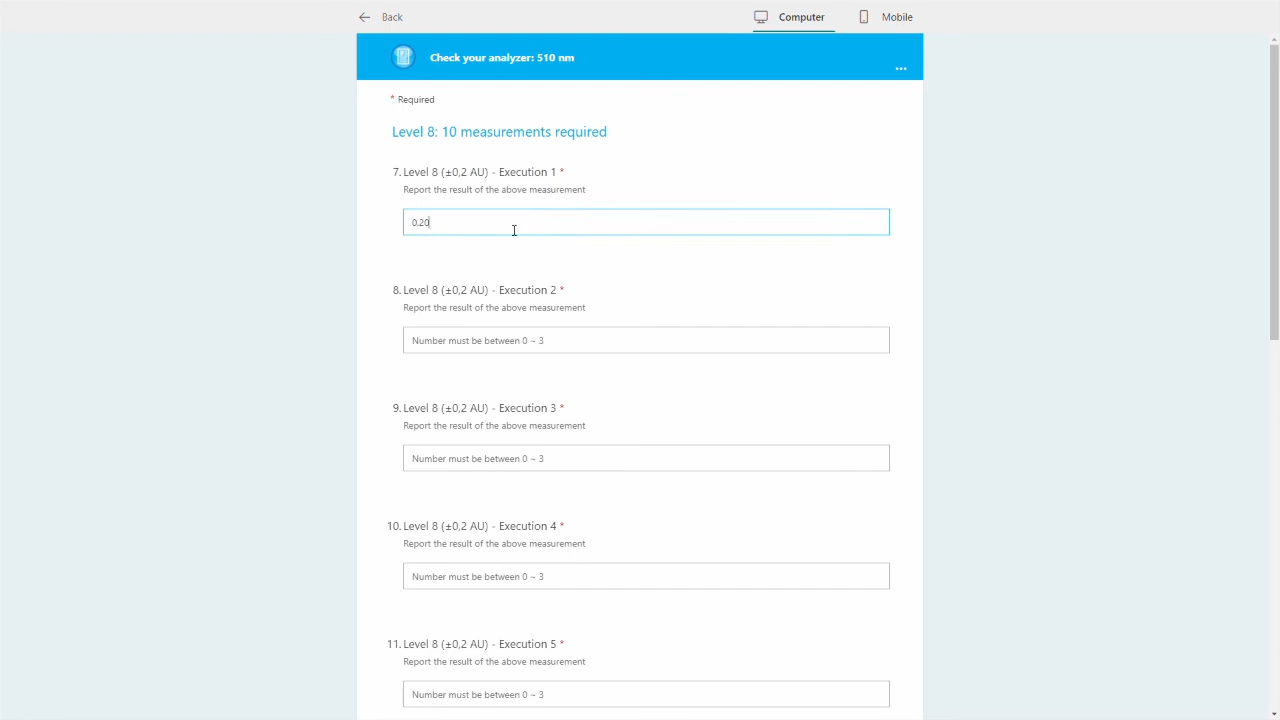 Back
Computer
Mobile
Check your analyzer: 510 nm
...
* Required
Level 8: 10 measurements required
7. Level 8 (±0,2 AU) - Execution 1 *
Report the result of the above measurement
0.20
8. Level 8 (±0,2 AU) - Execution 2 *
Report the result of the above measurement
Number must be between 0 ~ 3
9. Level 8 (±0,2 AU) - Execution 3 *
Report the result of the above measurement
Number must be between 0 ~ 3
10. Level 8 (±0,2 AU) - Execution 4 *
Report the result of the above measurement
Number must be between 0 ~ 3
11. Level 8 (±0,2 AU) - Execution 5 *
Report the result of the above measurement
Number must be between 0 ~ 3